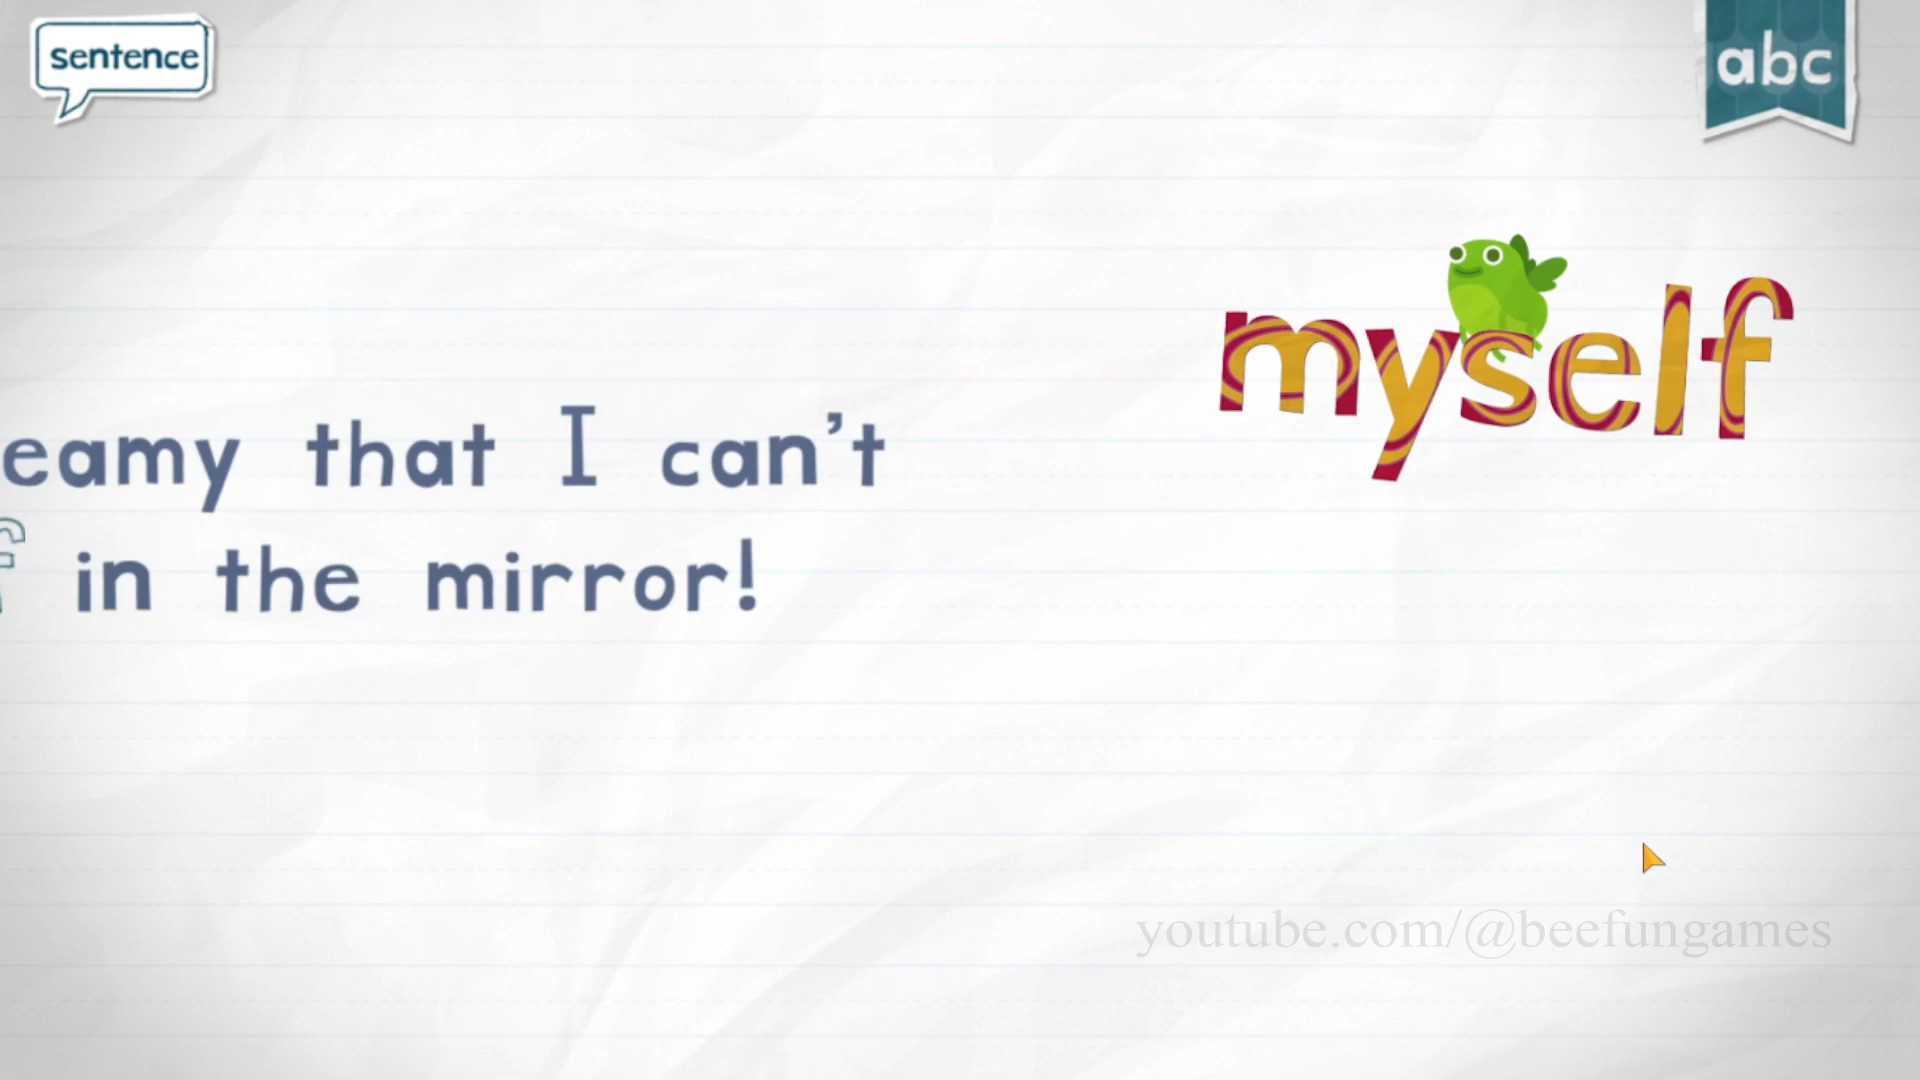 sentence
abc
myself
eamy that I can't
f in the mirror!
youtube.com/@beefungames